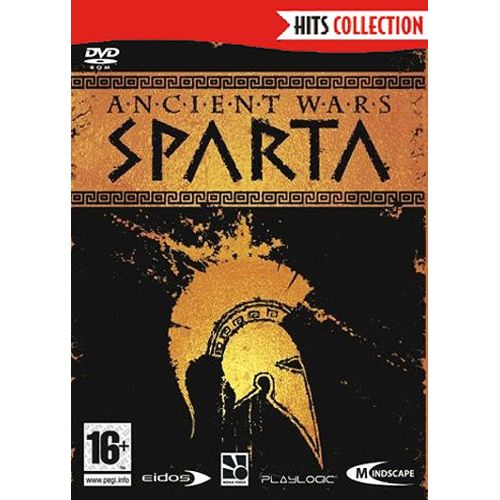 HITS COLLECTION
DVD
ROM
ANCIENT WARS
SPARTA
16+
www.pegi.info
eidos
PLAYLOGIC
MINDSCAPE